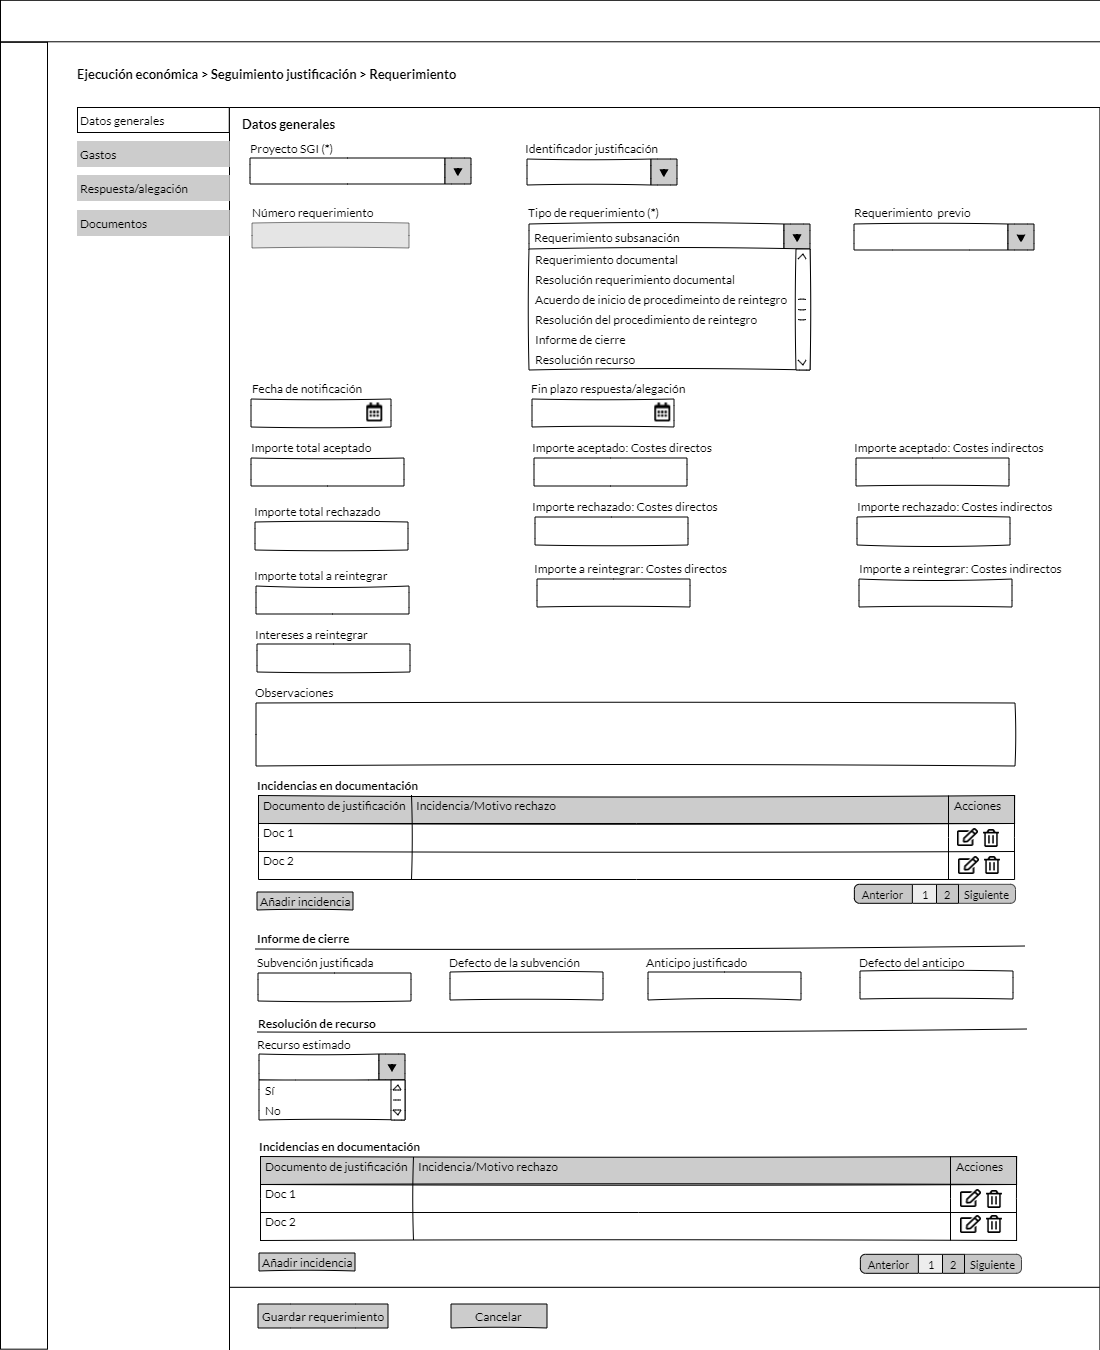 Ejecución económica > Seguimiento justificación > Requerimiento
Datos generales
Gastos
Respuesta/alegación
Documentos
Datos generales
Proyecto SGI (*)
Identificador justificación
Número requerimiento
Tipo de requerimiento (*)
Requerimiento previo
Requerimiento subsanación
Requerimiento documental
Resolución requerimiento documental
Acuerdo de inicio de procedimeinto de reintegro
Resolución del procedimiento de reintegro
Informe de cierre
Resolución recurso
Fecha de notificación
Fin plazo respuesta/alegación
Importe total aceptado
Importe aceptado: Costes directos
Importe aceptado: Costes indirectos
Importe total rechazado
Importe rechazado: Costes directos
Importe rechazado: Costes indirectos
Importe total a reintegrar
Importe a reintegrar: Costes directos
Importe a reintegrar: Costes indirectos
Intereses a reintegrar
Observaciones
Incidencias en documentación
Documento de justificación Incidencia/Motivo rechazo Acciones
Doc 1
Doc 2
Añadir incidencia
Anterior 1 2 Siguiente
Informe de cierre
Subvención justificada
Defecto de la subvención
Anticipo justificado
Defecto del anticipo
Resolución de recurso
Recurso estimado
Sí
No
Incidencias en documentación
Documento de justificación Incidencia/Motivo rechazo Acciones
Doc 1
Doc 2
Añadir incidencia
Anterior 1 2 Siguiente
Guardar requerimiento
Cancelar